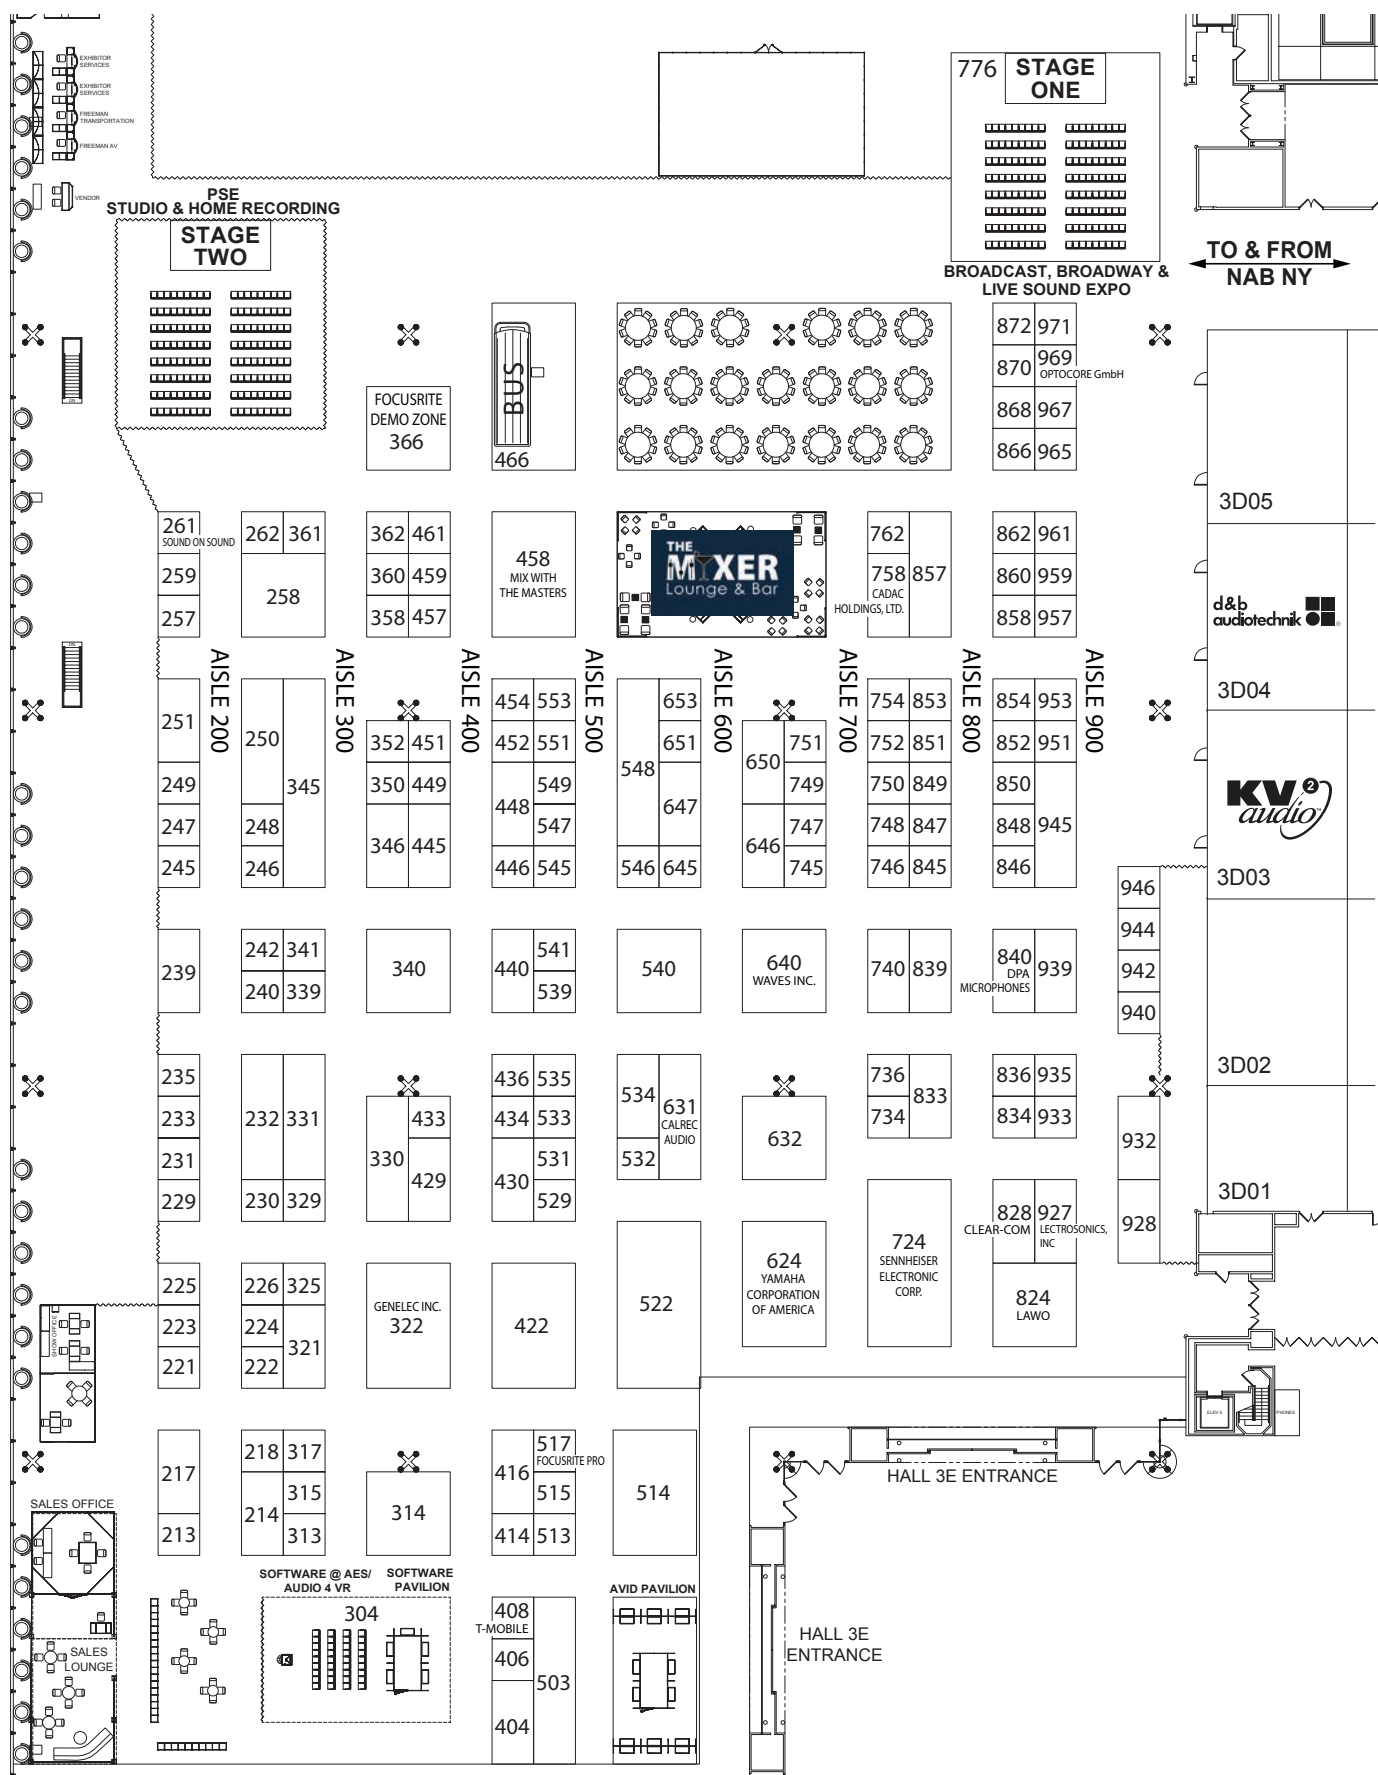 EXHIBITOR
SERVICES
EXHIBITOR
SERVICES
FREEMAN
TRANSPORTATION
FREEMAN AV
VENDOR
776
STAGE
ONE
PSE
STUDIO & HOME RECORDING
STAGE
TWO
BROADCAST, BROADWAY &
LIVE SOUND EXPO
TO & FROM
NAB NY
FOCUSRITE
DEMO ZONE
366
BUS
466
872 971
870 969
OPTOCORE GmbH
868 967
866 965
3D05
261
SOUND ON SOUND
262 361
362 461
458
MIX WITH
THE MASTERS
THE
MIXER
Lounge & Bar
762
862 961
259
258
360 459
758 857
CADAC
HOLDINGS, LTD.
860 959
257
358 457
858 957
d&b
audiotechnik
3D04
AISLE 200
AISLE 300
AISLE 400
AISLE 500
AISLE 600
AISLE 700
AISLE 800
AISLE 900
251
250
345
454 553
548
653
754 853
854 953
352 451
452 551
651
650
751
752 851
852 951
249
350 449
448
549
647
749
750 849
850
945
247
248
346 445
547
646
747
748 847
848
245
246
446 545
546 645
745
746 845
846
KV2
audio
3D03
946
944
942
940
239
242 341
240 339
340
440
541
539
540
640
WAVES INC.
740 839
840 939
DPA
MICROPHONES
3D02
235
232 331
436 535
534
631
CALREC
AUDIO
736
833
836 935
233
330
433
434 533
632
734
834 933
932
231
429
430
531
532
229
230 329
529
3D01
928
828 927
CLEAR-COM
LECTROSONICS,
INC
724
SENNHEISER
ELECTRONIC
CORP.
624
YAMAHA
CORPORATION
OF AMERICA
522
225
226 325
GENELEC INC.
322
422
824
LAWO
223
224
321
221
222
SHOW OFFICE
ELEV 5
PHONES
217
218 317
416
517
FOCUSRITE PRO
514
HALL 3E ENTRANCE
214
315
314
515
213
313
414 513
SALES OFFICE
SOFTWARE @ AES/
AUDIO 4 VR
SOFTWARE
PAVILION
AVID PAVILION
304
408
T-MOBILE
406
503
404
HALL 3E
ENTRANCE
SALES
LOUNGE